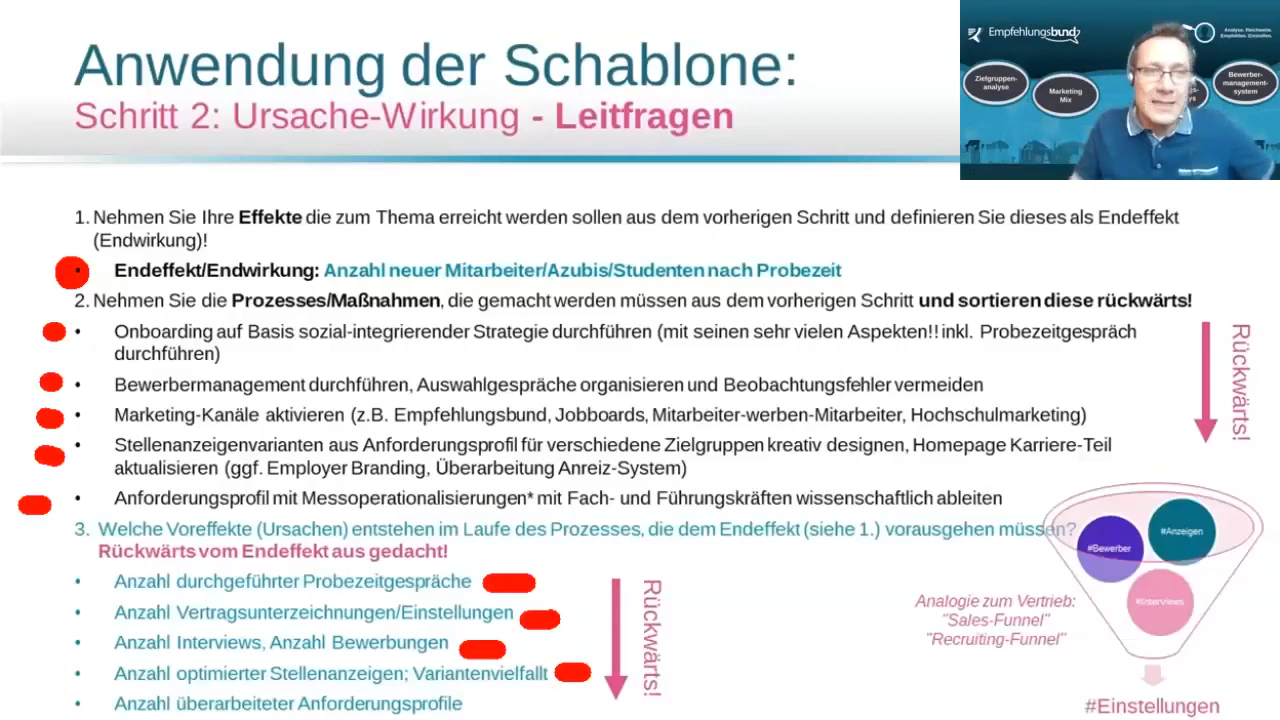 Anwendung der Schablone:
Schritt 2: Ursache-Wirkung - Leitfragen
Empfehlungsbund
Analyse. Reichweite.
Empfehlen. Einstellen.
Zielgruppen-
analyse
Marketing
Mix
Bewerber-
management-
system
1. Nehmen Sie Ihre Effekte die zum Thema erreicht werden sollen aus dem vorherigen Schritt und definieren Sie dieses als Endeffekt
(Endwirkung)!
• Endeffekt/Endwirkung: Anzahl neuer Mitarbeiter/Azubis/Studenten nach Probezeit
2. Nehmen Sie die Prozesses/Maßnahmen, die gemacht werden müssen aus dem vorherigen Schritt und sortieren diese rückwärts!
• Onboarding auf Basis sozial-integrierender Strategie durchführen (mit seinen sehr vielen Aspekten!! inkl. Probezeitgespräch
durchführen)
• Bewerbermanagement durchführen, Auswahlgespräche organisieren und Beobachtungsfehler vermeiden
• Marketing-Kanäle aktivieren (z.B. Empfehlungsbund, Jobboards, Mitarbeiter-werben-Mitarbeiter, Hochschulmarketing)
• Stellenanzeigenvarianten aus Anforderungsprofil für verschiedene Zielgruppen kreativ designen, Homepage Karriere-Teil
aktualisieren (ggf. Employer Branding, Überarbeitung Anreiz-System)
• Anforderungsprofil mit Messoperationalisierungen* mit Fach- und Führungskräften wissenschaftlich ableiten
Rückwärts!
3. Welche Voreffekte (Ursachen) entstehen im Laufe des Prozesses, die dem Endeffekt (siehe 1.) vorausgehen müssen?
Rückwärts vom Endeffekt aus gedacht!
• Anzahl durchgeführter Probezeitgespräche
• Anzahl Vertragsunterzeichnungen/Einstellungen
• Anzahl Interviews, Anzahl Bewerbungen
• Anzahl optimierter Stellenanzeigen; Variantenvielfallt
• Anzahl überarbeiteter Anforderungsprofile
Rückwärts!
Analogie zum Vertrieb:
"Sales-Funnel"
"Recruiting-Funnel"
#Bewerber
#Anzeigen
#Interviews
#Einstellungen